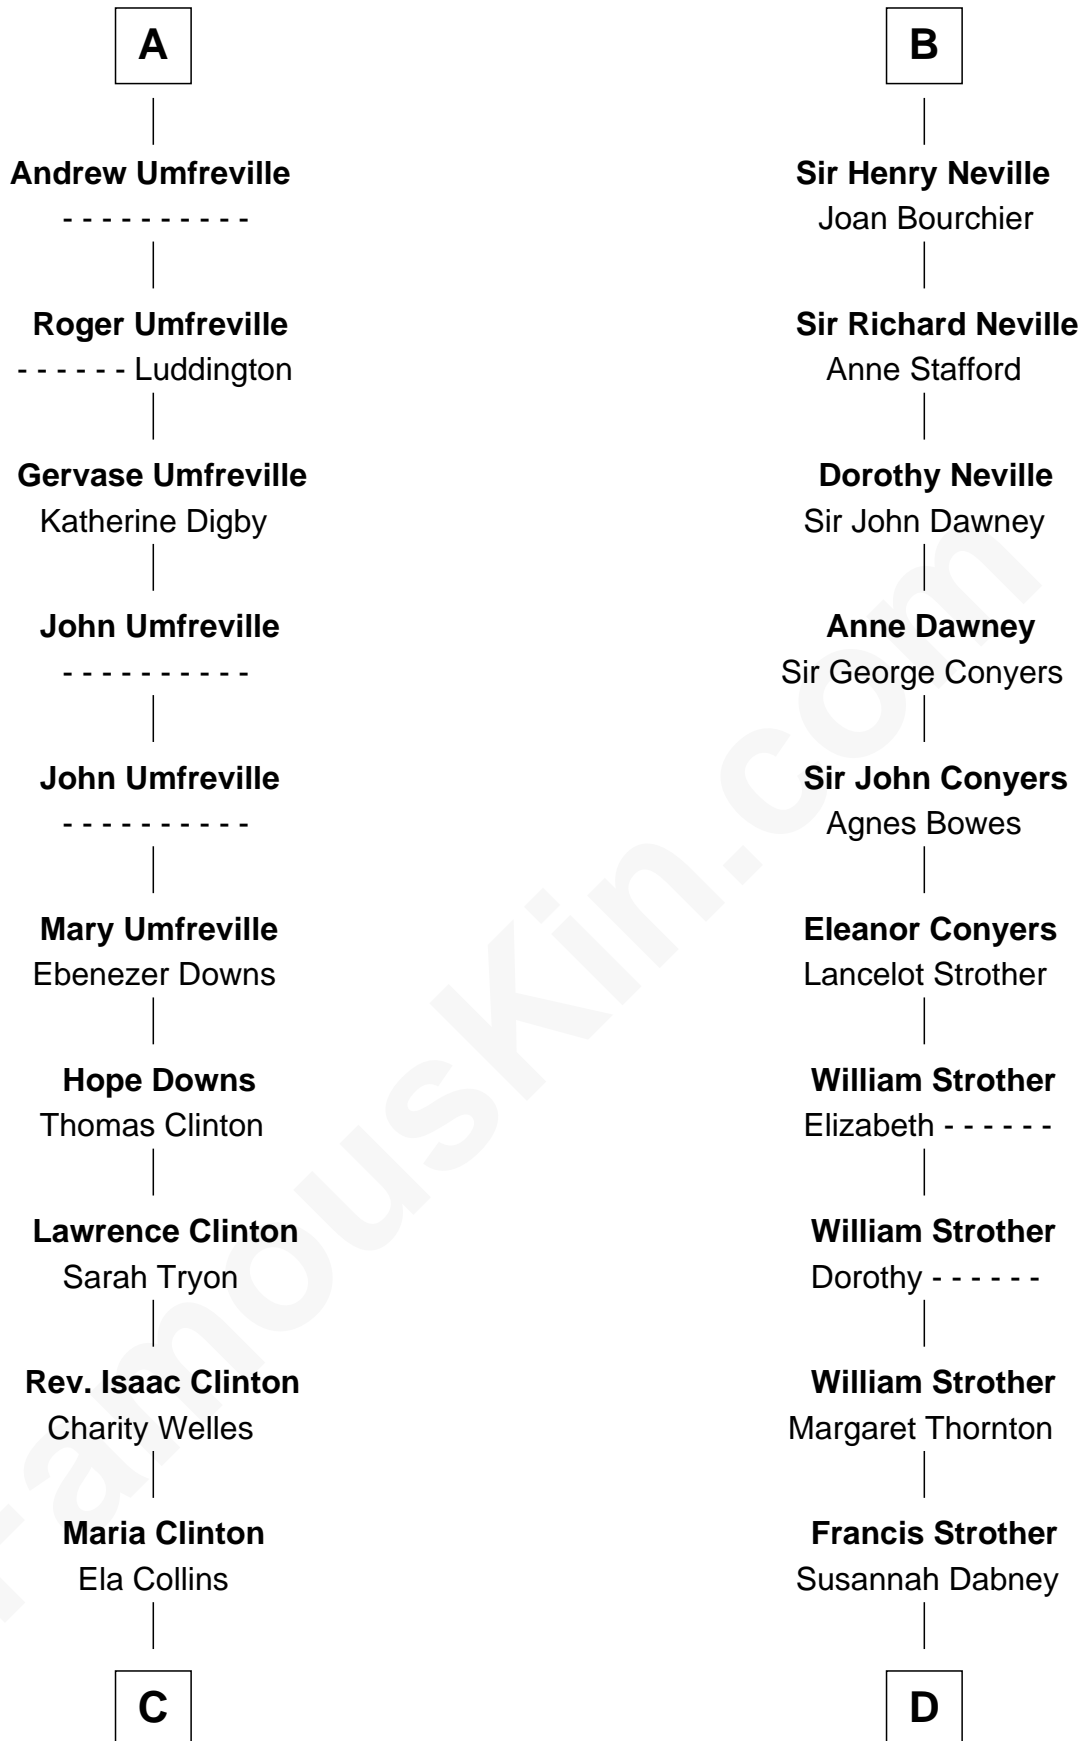 A
Andrew Umfreville
- - - - - - - - - -
Roger Umfreville
- - - - - - Luddington
Gervase Umfreville
Katherine Digby
John Umfreville
- - - - - - - - - -
John Umfreville
- - - - - - - - - -
Mary Umfreville
Ebenezer Downs
Hope Downs
Thomas Clinton
Lawrence Clinton
Sarah Tryon
Rev. Isaac Clinton
Charity Welles
Maria Clinton
Ela Collins
C
B
Sir Henry Neville
Joan Bourchier
Sir Richard Neville
Anne Stafford
Dorothy Neville
Sir John Dawney
Anne Dawney
Sir George Conyers
Sir John Conyers
Agnes Bowes
Eleanor Conyers
Lancelot Strother
William Strother
Elizabeth - - - - - -
William Strother
Dorothy - - - - - -
William Strother
Margaret Thornton
Francis Strother
Susannah Dabney
D
FamousKin.com